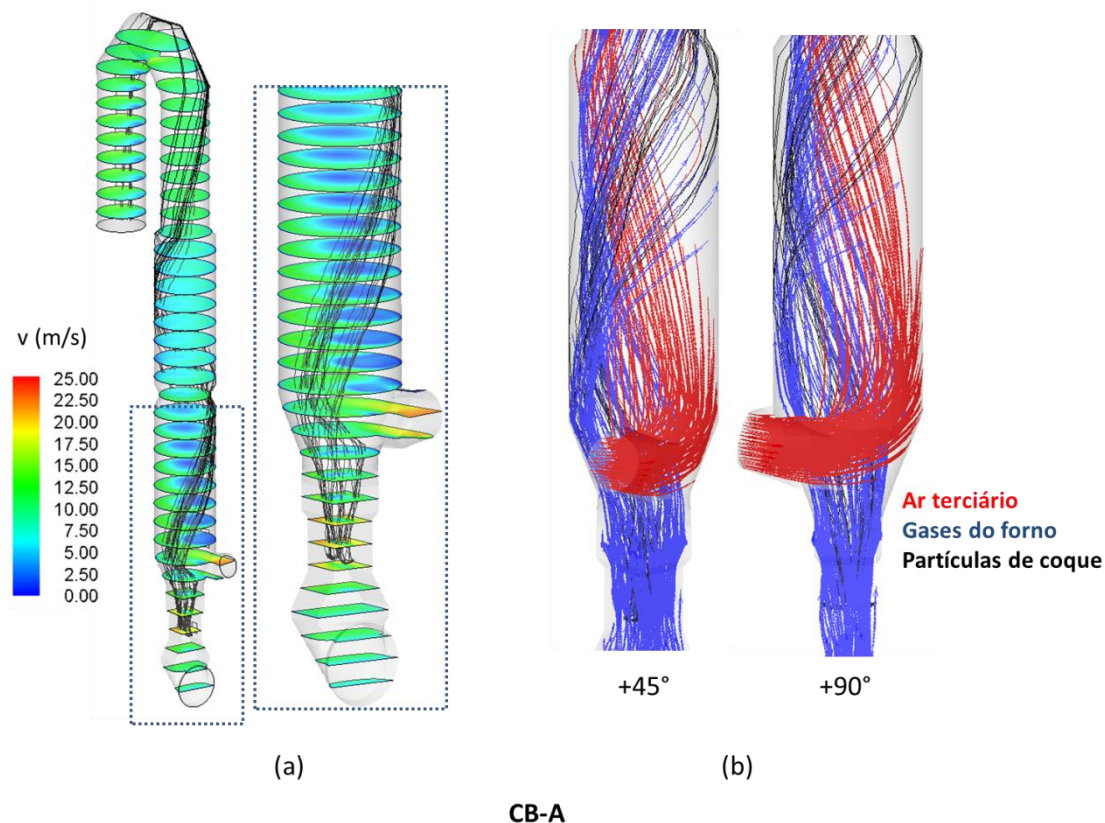 v (m/s)
25.00
22.50
20.00
17.50
15.00
12.50
10.00
7.50
5.00
2.50
0.00
(a)
Ar terciário
Gases do forno
Partículas de coque
+45°
+90°
(b)
CB-A